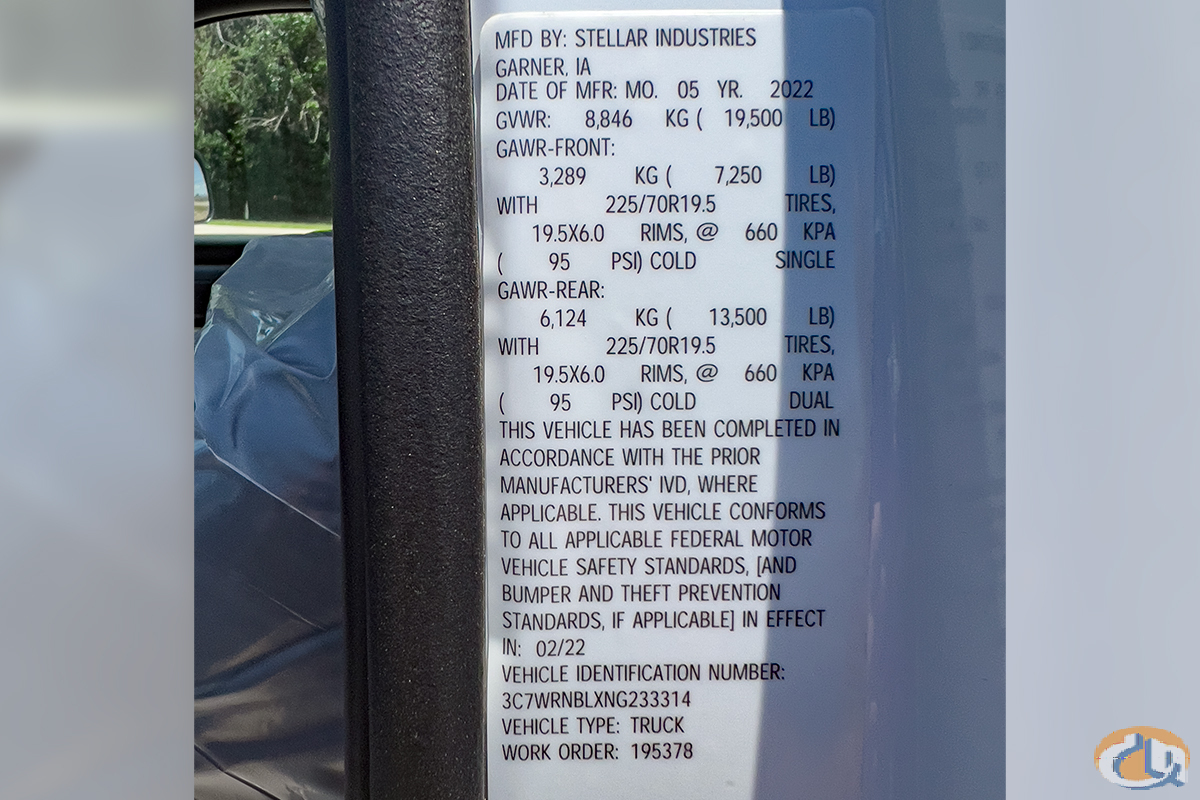 MFD BY: STELLAR INDUSTRIES
GARNER, IA
DATE OF MFR: MO. 05 YR. 2022
GVWR: 8,846 KG ( 19,500 LB)
GAWR-FRONT:
3,289 KG ( 7,250 LB)
WITH 225/70R19.5 TIRES,
19.5X6.0 RIMS, @ 660 KPA
( 95 PSI) COLD SINGLE
GAWR-REAR:
6,124 KG ( 13,500 LB)
WITH 225/70R19.5 TIRES,
19.5X6.0 RIMS, @ 660 KPA
( 95 PSI) COLD DUAL
THIS VEHICLE HAS BEEN COMPLETED IN
ACCORDANCE WITH THE PRIOR
MANUFACTURERS' IVD, WHERE
APPLICABLE. THIS VEHICLE CONFORMS
TO ALL APPLICABLE FEDERAL MOTOR
VEHICLE SAFETY STANDARDS, [AND
BUMPER AND THEFT PREVENTION
STANDARDS, IF APPLICABLE] IN EFFECT
IN: 02/22
VEHICLE IDENTIFICATION NUMBER:
3C7WRNBLXNG233314
VEHICLE TYPE: TRUCK
WORK ORDER: 195378